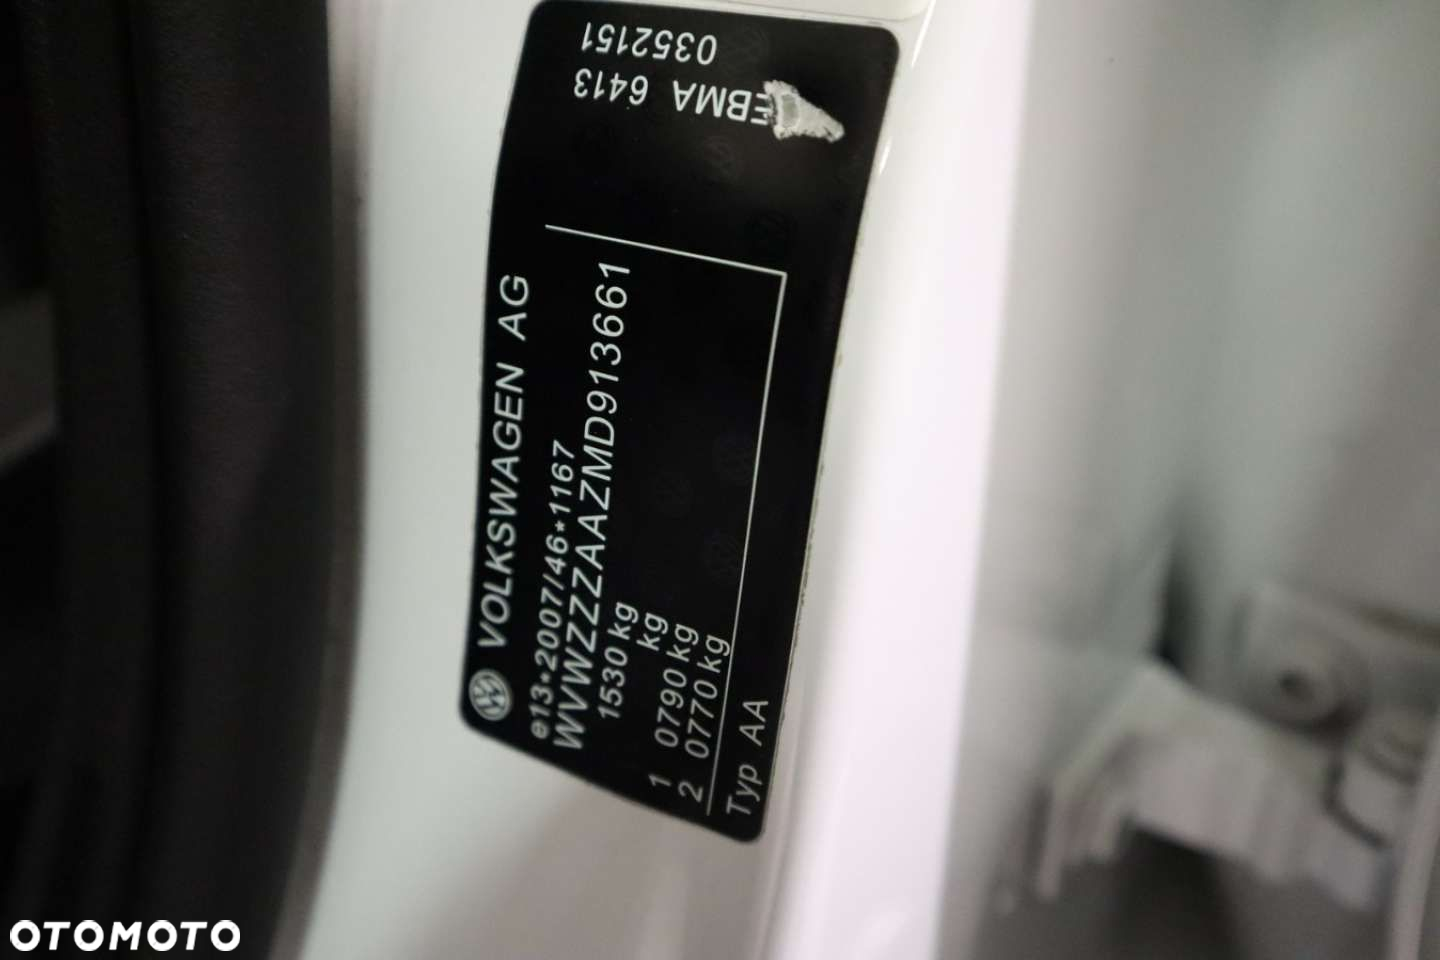 VOLKSWAGEN AG
e13*2007/46*1167
WVWZZZAAZMD913661
1530 kg
kg
1 0790 kg
2 0770 kg
Typ AA
EBMA 6413
0352151
OTOMOTO